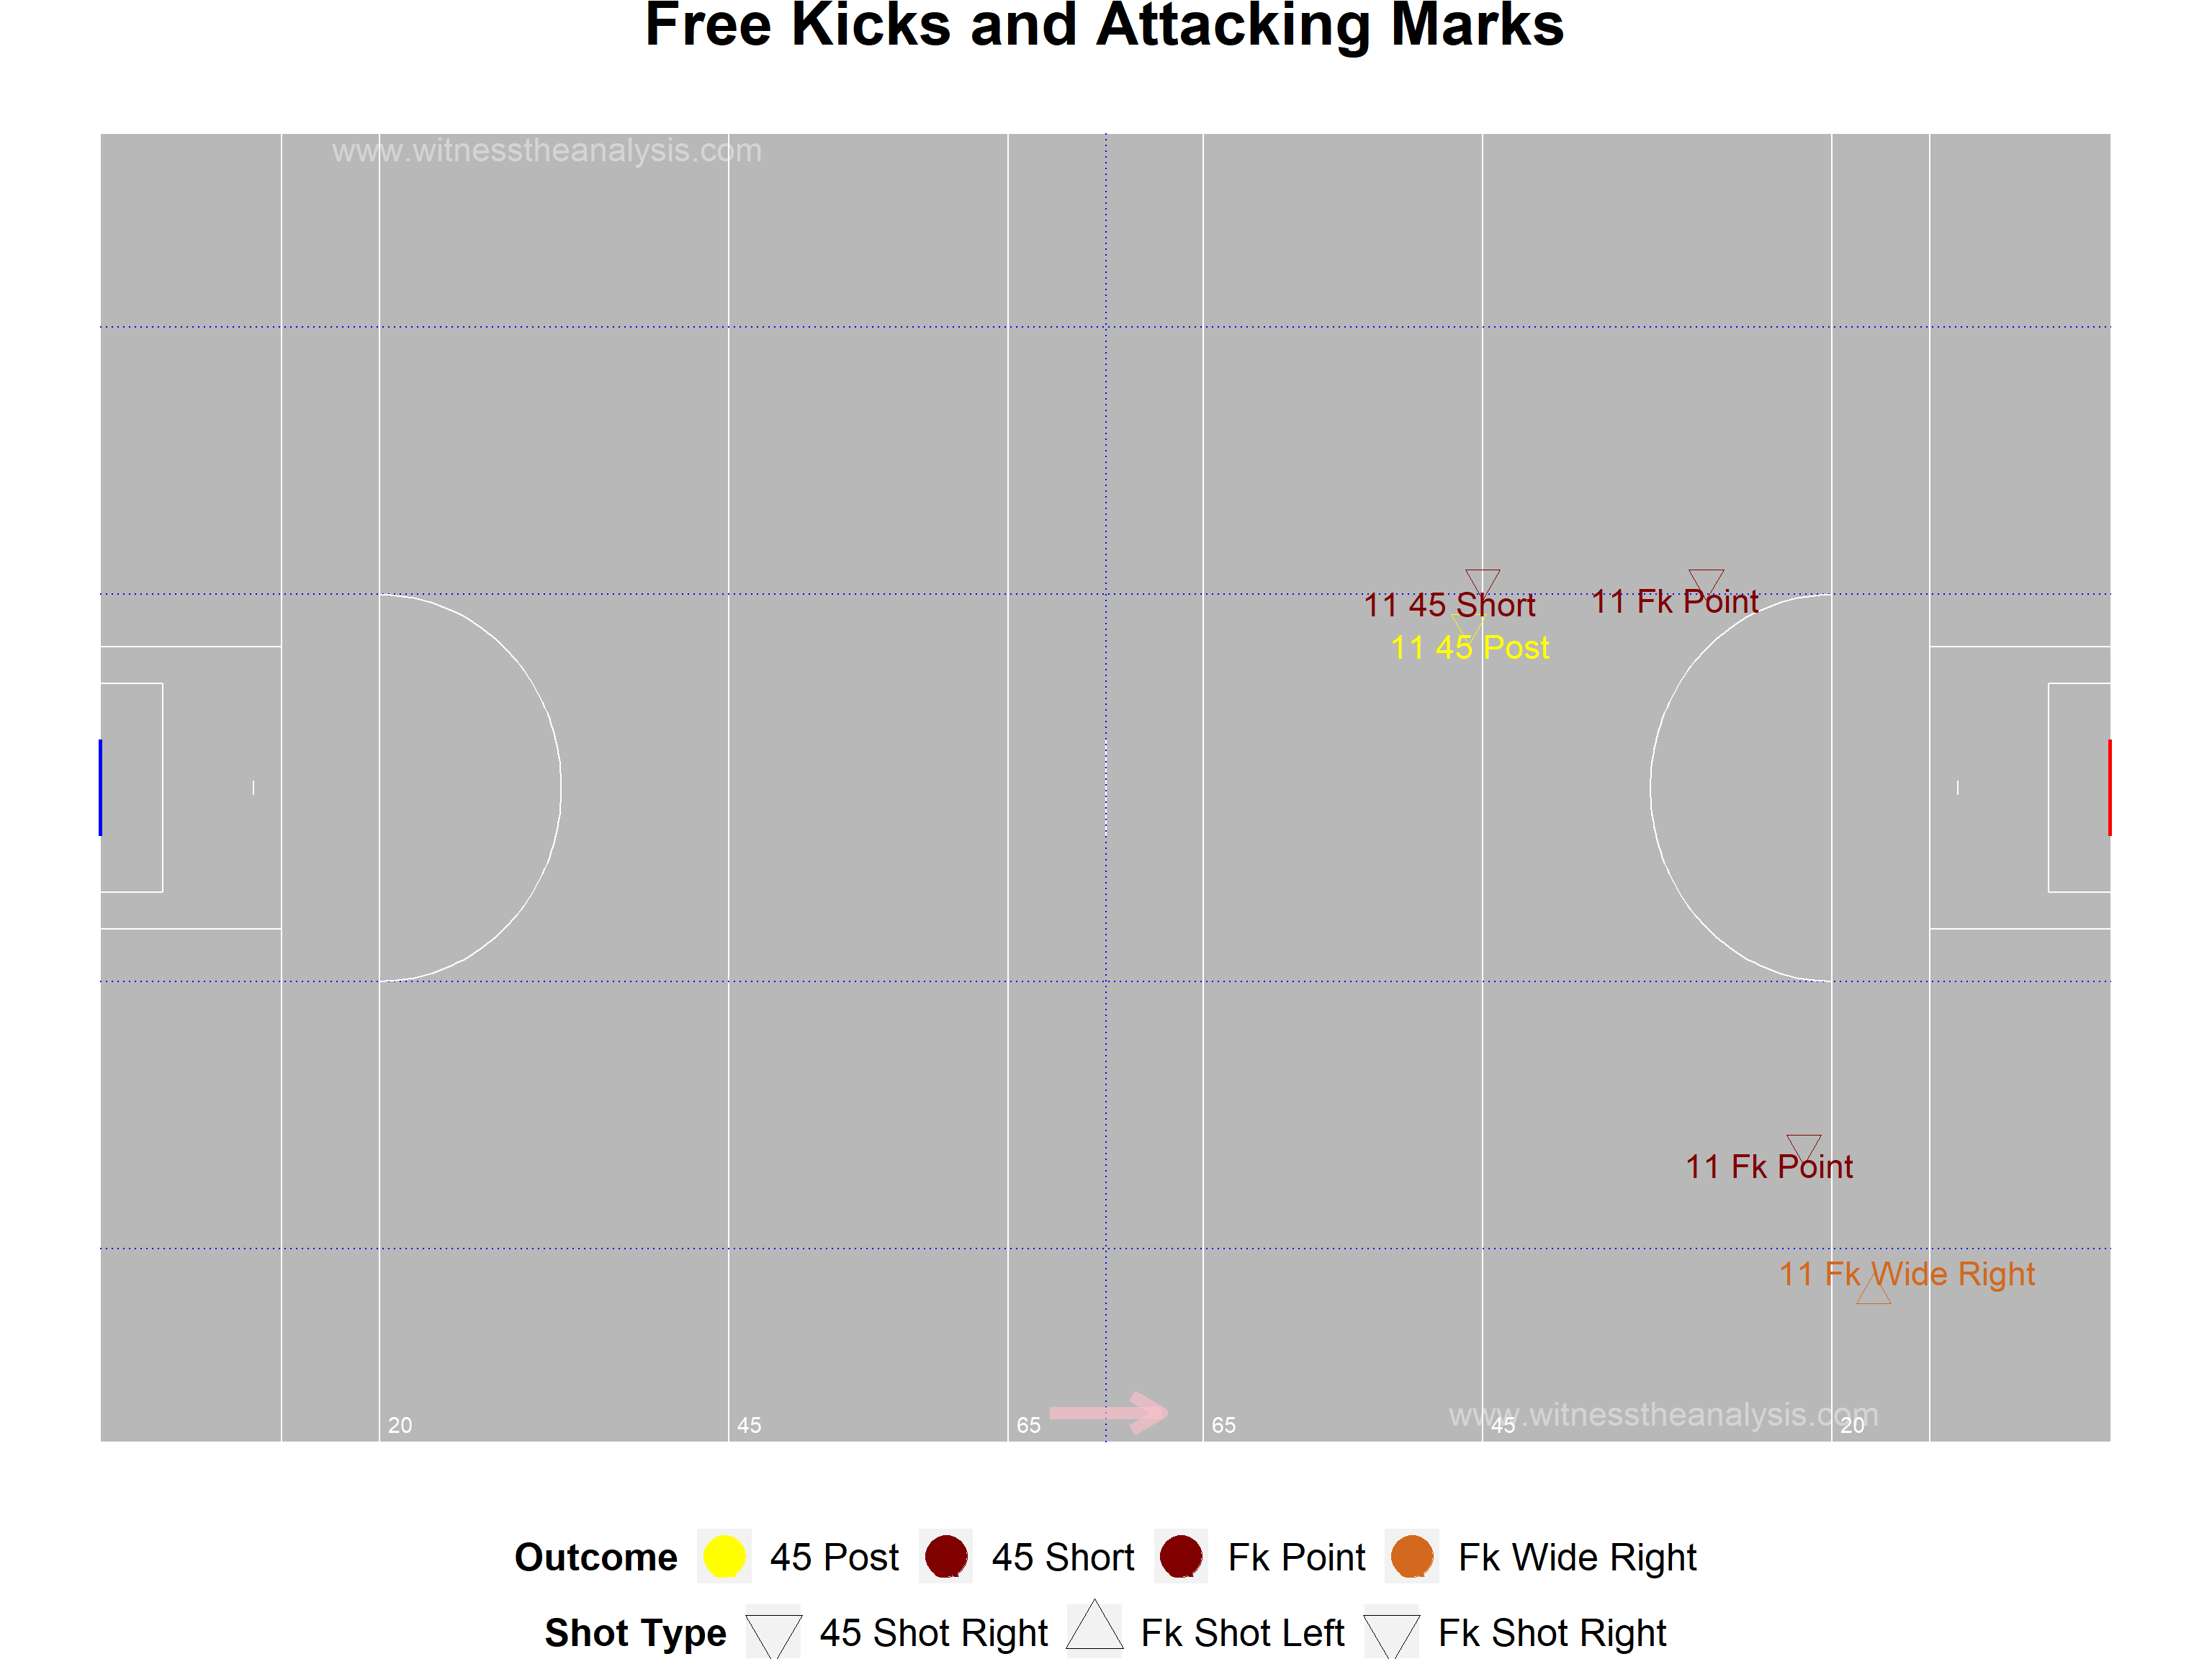 Free Kicks and Attacking Marks
www.witnesstheanalysis.com
11 45 Short
11 Fk Point
11 45 Post
11 Fk Point
11 Fk Wide Right
www.witnesstheanalysis.com
20 45 65 65 45 20
Outcome 45 Post 45 Short Fk Point Fk Wide Right
Shot Type 45 Shot Right Fk Shot Left Fk Shot Right